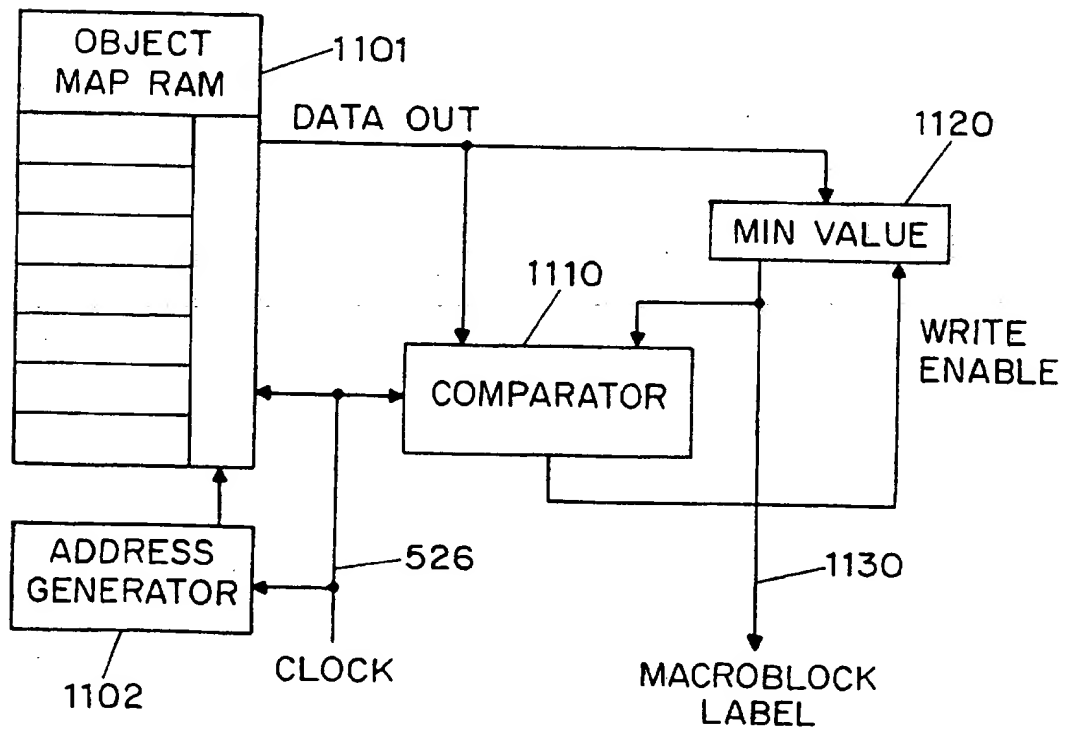 OBJECT
MAP RAM
1101
DATA OUT
1120
MIN VALUE
1110
WRITE
ENABLE
COMPARATOR
ADDRESS
GENERATOR
526
1130
CLOCK
1102
MACROBLOCK
LABEL